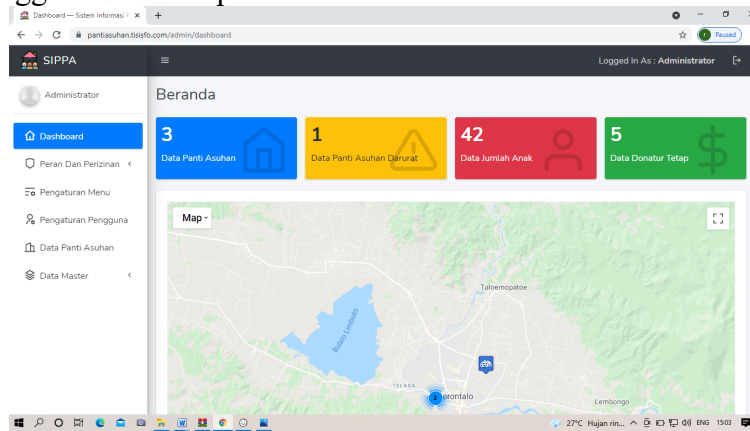 Dashboard — Sistem Informasi P
pantiasuhan.tisisfo.com/admin/dashboard
Paused
SIPPA
Logged In As : Administrator
Administrator
Beranda
Dashboard
Peran Dan Perizinan
Pengaturan Menu
Pengaturan Pengguna
Data Panti Asuhan
Data Master
3
Data Panti Asuhan
1
Data Panti Asuhan Darurat
42
Data Jumlah Anak
5
Data Donatur Tetap
Map
Taloemopatoe
Bulalo Limboto
TELAGA
2
orontalo
Lembongo
27°C Hujan rin... ENG 15:03